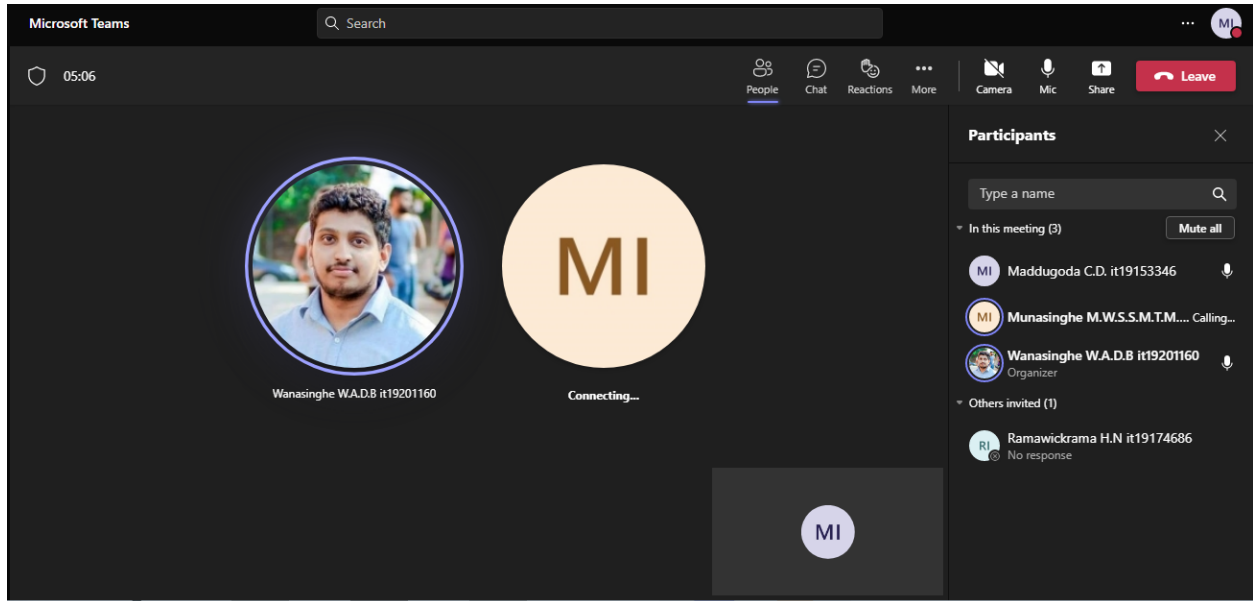 Microsoft Teams
Search
MI
05:06
People
Chat
Reactions
More
Camera
Mic
Share
Leave
MI
Wanasinghe W.A.D.B it19201160
Connecting...
MI
Participants
Type a name
In this meeting (3)
Mute all
MI Maddugoda C.D. it19153346
MI Munasinghe M.W.S.S.M.T.M.... Calling...
Wanasinghe W.A.D.B it19201160
Organizer
Others invited (1)
RI Ramawickrama H.N it19174686
No response